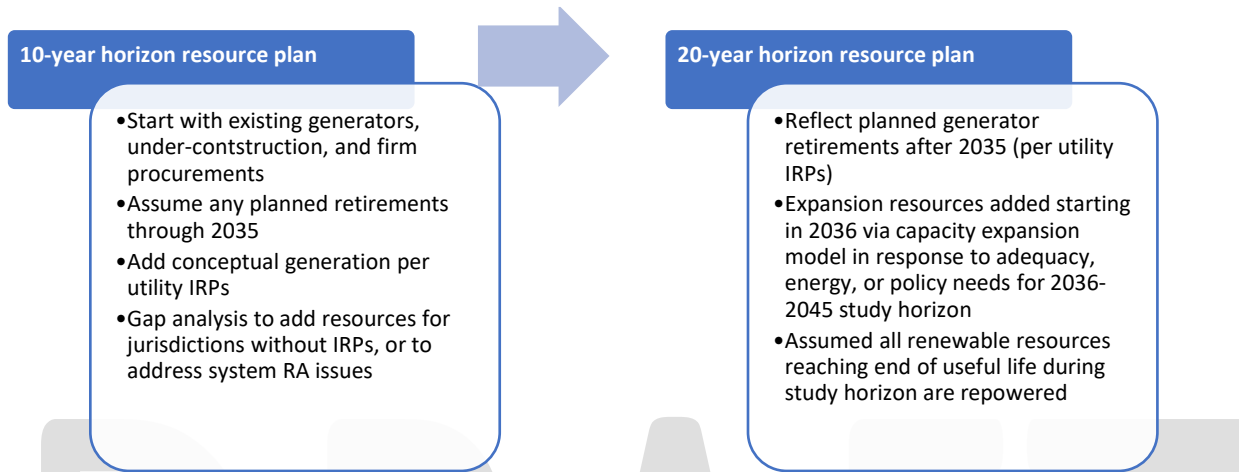 10-year horizon resource plan
•Start with existing generators,
under-contstruction, and firm
procurements
•Assume any planned retirements
through 2035
•Add conceptual generation per
utility IRPs
•Gap analysis to add resources for
jurisdictions without IRPs, or to
address system RA issues
20-year horizon resource plan
•Reflect planned generator
retirements after 2035 (per utility
IRPs)
•Expansion resources added starting
in 2036 via capacity expansion
model in response to adequacy,
energy, or policy needs for 2036-
2045 study horizon
•Assumed all renewable resources
reaching end of useful life during
study horizon are repowered